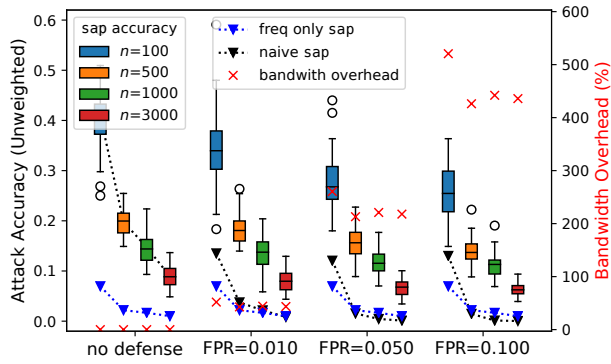 sap accuracy
n=100
n=500
n=1000
n=3000
freq only sap
naive sap
bandwith overhead
Attack Accuracy (Unweighted)
0.6
0.5
0.4
0.3
0.2
0.1
0.0
600
500
400
300
200
100
0
Bandwidth Overhead (%)
no defense
FPR=0.010
FPR=0.050
FPR=0.100